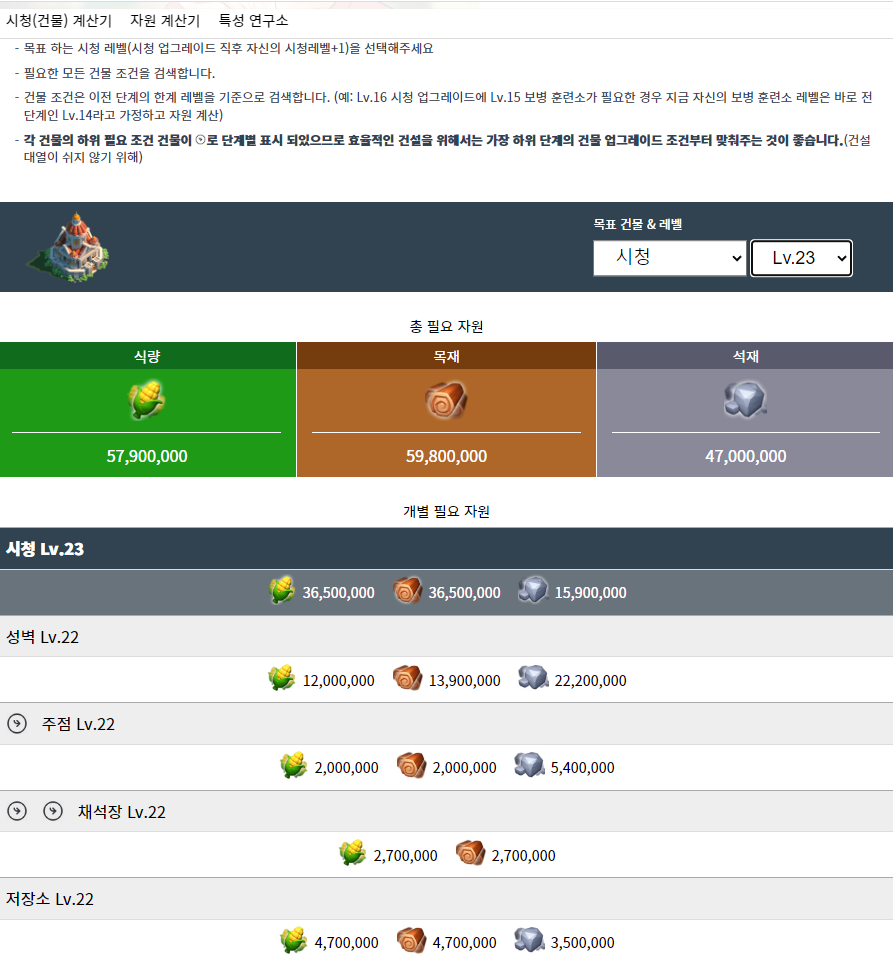 시청(건물) 계산기 자원 계산기 특성 연구소
- 목표 하는 시청 레벨(시청 업그레이드 직후 자신의 시청레벨+1)을 선택해주세요
- 필요한 모든 건물 조건을 검색합니다.
- 건물 조건은 이전 단계의 한계 레벨을 기준으로 검색합니다. (예: Lv.16 시청 업그레이드에 Lv.15 보병 훈련소가 필요한 경우 지금 자신의 보병 훈련소 레벨은 바로 전
단계인 Lv.14라고 가정하고 자원 계산)
- 각 건물의 하위 필요 조건 건물이 로 단계별 표시 되있으므로 효율적인 건설을 위해서는 가장 하위 단계의 건물 업그레이드 조건부터 맞춰주는 것이 좋습니다.(건설
대열이 쉬지 않기 위해)
목표 건물 & 레벨
시청 Lv.23
총 필요 자원
식량 목재 석재
57,900,000 59,800,000 47,000,000
개별 필요 자원
시청 Lv.23
36,500,000 36,500,000 15,900,000
성벽 Lv.22
12,000,000 13,900,000 22,200,000
주점 Lv.22
2,000,000 2,000,000 5,400,000
채석장 Lv.22
2,700,000 2,700,000
저장소 Lv.22
4,700,000 4,700,000 3,500,000